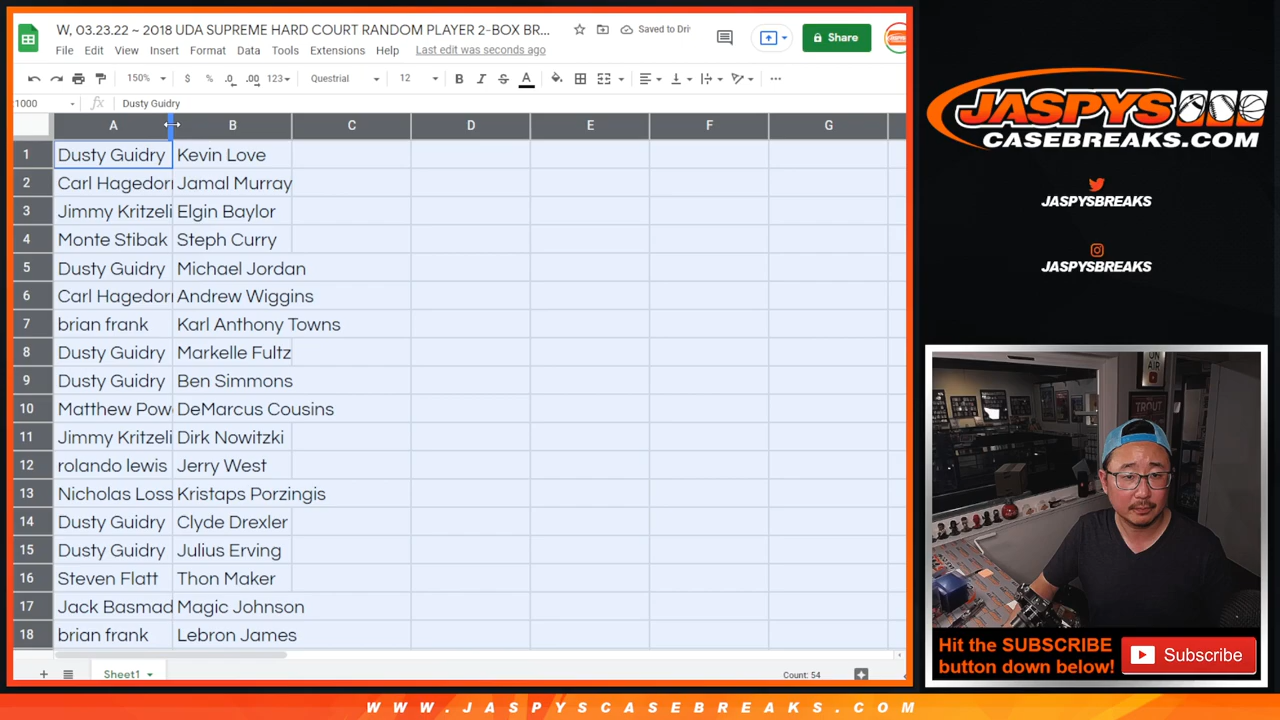 W, 03.23.22 ~ 2018 UDA SUPREME HARD COURT RANDOM PLAYER 2-BOX BR...
Saved to Dri
Share
File Edit View Insert Format Data Tools Extensions Help Last edit was seconds ago
150% $ % .0 .00 123 Questrial 12 B I S A
1000 fx Dusty Guidry
A B C D E F G
1 Dusty Guidry Kevin Love
2 Carl Hagedorn Jamal Murray
3 Jimmy Kritzeli Elgin Baylor
4 Monte Stibak Steph Curry
5 Dusty Guidry Michael Jordan
6 Carl Hagedorn Andrew Wiggins
7 brian frank Karl Anthony Towns
8 Dusty Guidry Markelle Fultz
9 Dusty Guidry Ben Simmons
10 Matthew Pow DeMarcus Cousins
11 Jimmy Kritzeli Dirk Nowitzki
12 rolando lewis Jerry West
13 Nicholas Loss Kristaps Porzingis
14 Dusty Guidry Clyde Drexler
15 Dusty Guidry Julius Erving
16 Steven Flatt Thon Maker
17 Jack Basmad Magic Johnson
18 brian frank Lebron James
+ Sheet1 Count: 54
JASPYS
CASEBREAKS.COM
JASPYSBREAKS
JASPYSBREAKS
ON AIR
TROUT
Hit the SUBSCRIBE
button down below!
Subscribe
WWW.JASPYSCASEBREAKS.COM